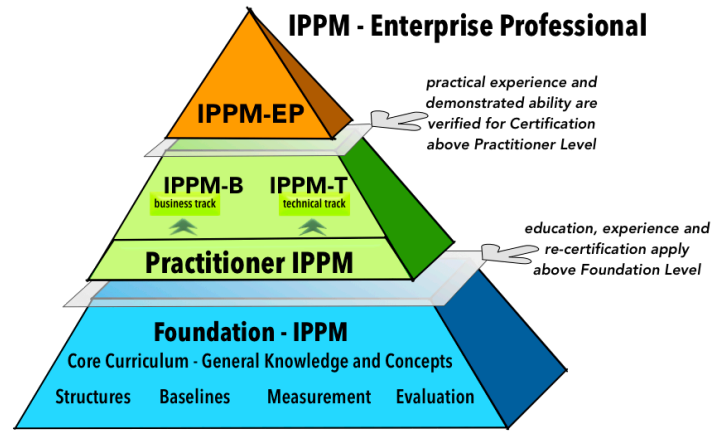 IPPM - Enterprise Professional
IPPM-EP
practical experience and
demonstrated ability are
verified for Certification
above Practitioner Level
IPPM-B IPPM-T
business track technical track
Practitioner IPPM
education, experience and
re-certification apply
above Foundation Level
Foundation - IPPM
Core Curriculum - General Knowledge and Concepts
Structures Baselines Measurement Evaluation